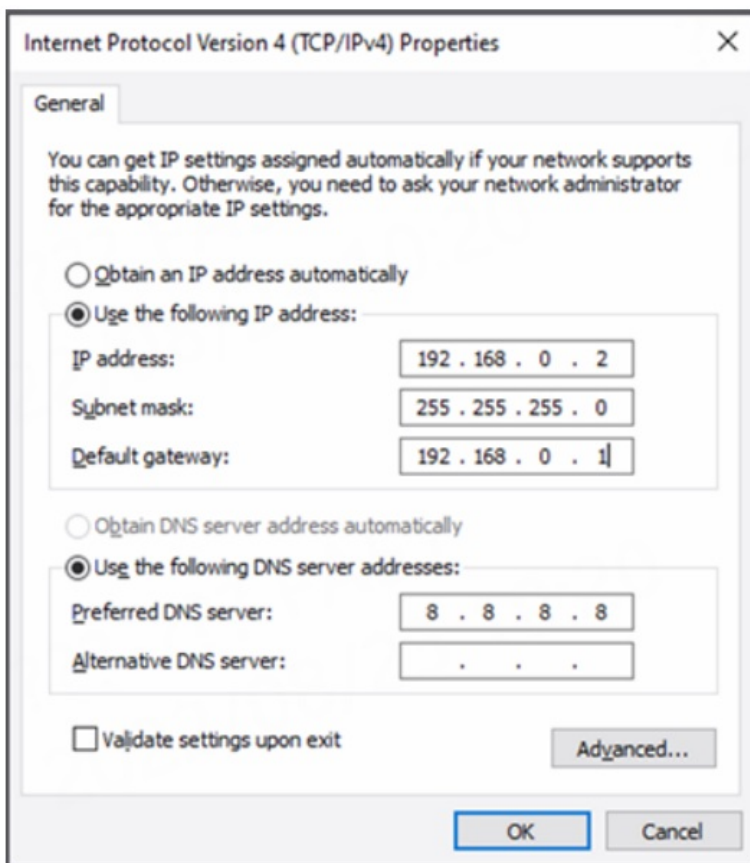 Internet Protocol Version 4 (TCP/IPv4) Properties
General
You can get IP settings assigned automatically if your network supports
this capability. Otherwise, you need to ask your network administrator
for the appropriate IP settings.
Obtain an IP address automatically
Use the following IP address:
IP address: 192 . 168 . 0 . 2
Subnet mask: 255 . 255 . 255 . 0
Default gateway: 192 . 168 . 0 . 1
Obtain DNS server address automatically
Use the following DNS server addresses:
Preferred DNS server: 8 . 8 . 8 . 8
Alternative DNS server: . . .
Validate settings upon exit
Advanced...
OK Cancel